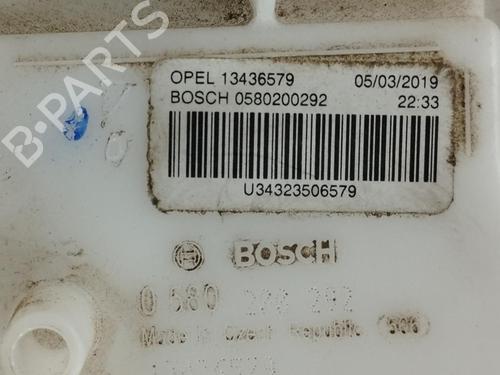 B-PARTS
OPEL 13436579 05/03/2019
BOSCH 0580200292 22:33
U34323506579
BOSCH
0 580 200 292
Made in Czech Republic